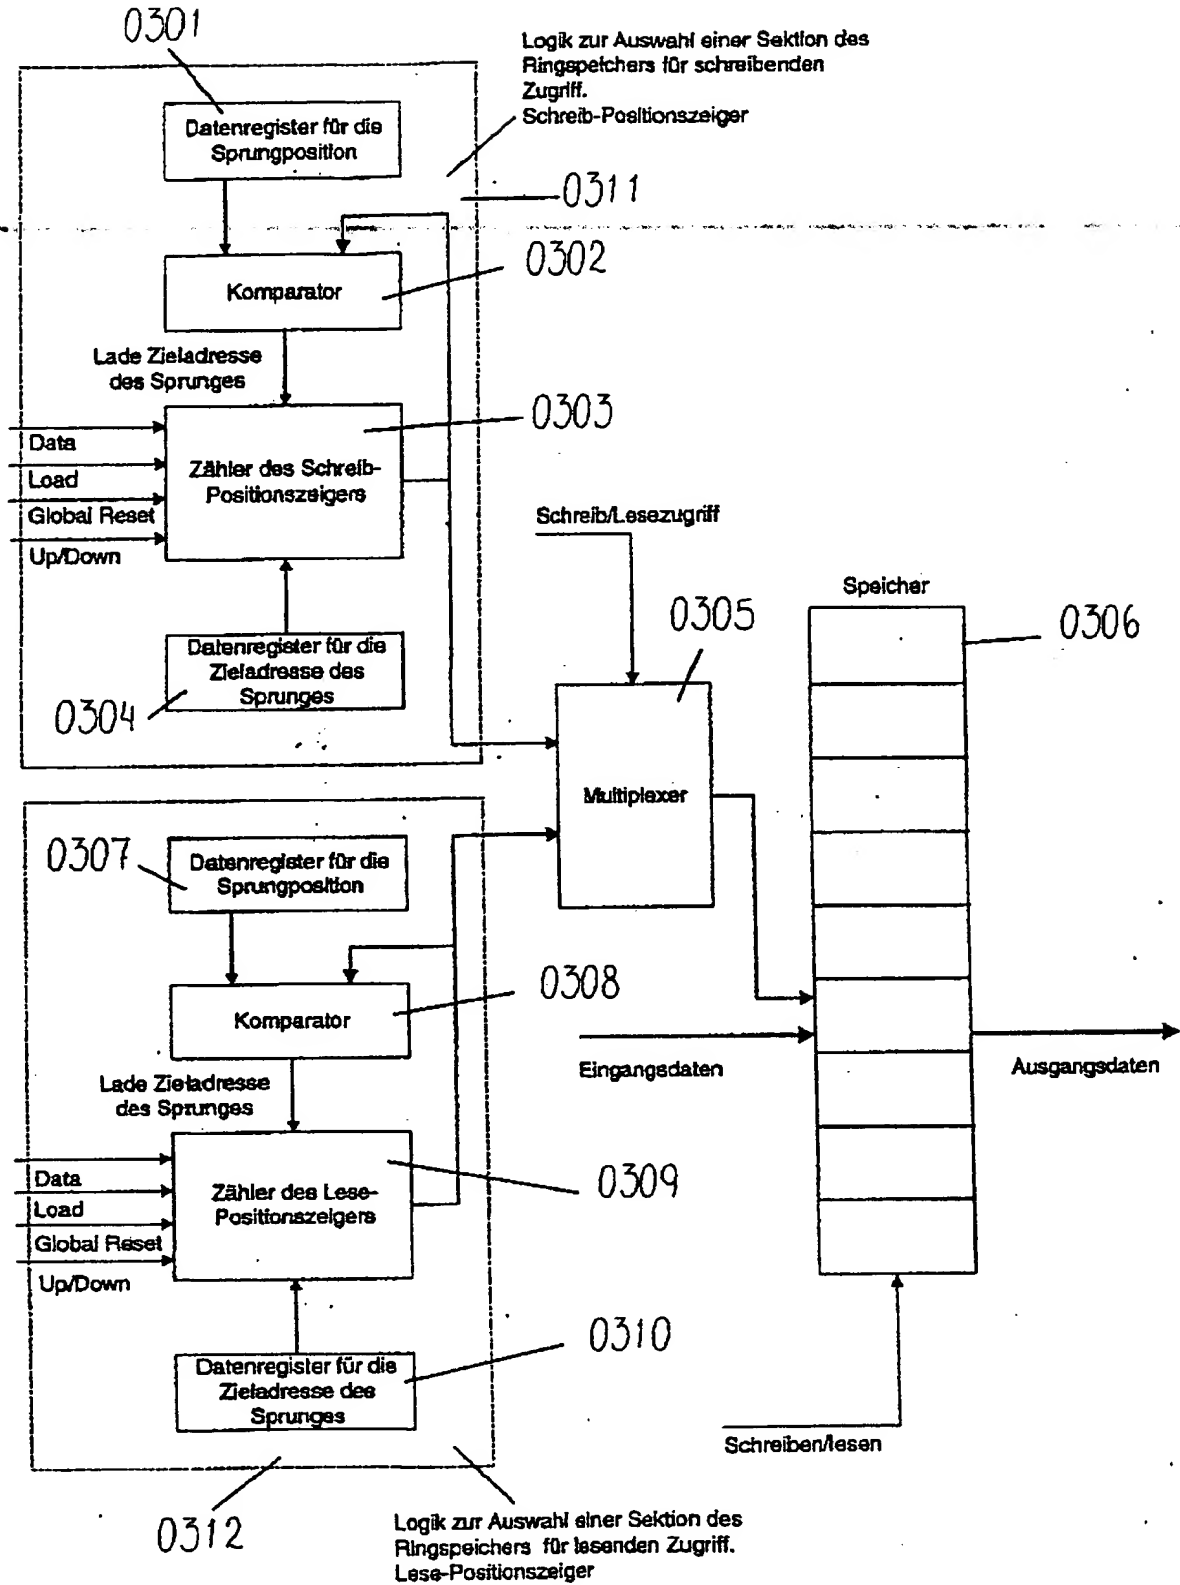 0301
Logik zur Auswahl einer Sektion des
Ringspeichers für schreibenden
Zugriff.
Schreib-Positionszeiger
Datenregister für die
Sprungposition
0311
0302
Komparator
Lade Zieladresse
des Sprunges
0303
Data
Load
Global Reset
Up/Down
Zähler des Schreib-
Positionszeigers
Schreib/Lesezugriff
Speicher
0305
0306
Datenregister für die
Zieladresse des
Sprunges
0304
Multiplexer
0307
Datenregister für die
Sprungposition
0308
Komparator
Eingangsdaten
Ausgangsdaten
Lade Zieladresse
des Sprunges
0309
Data
Load
Global Reset
Up/Down
Zähler des Lese-
Positionszeigers
0310
Datenregister für die
Zieladresse des
Sprunges
Schreiben/lesen
0312
Logik zur Auswahl einer Sektion des
Ringspeichers für lesenden Zugriff.
Lese-Positionszeiger